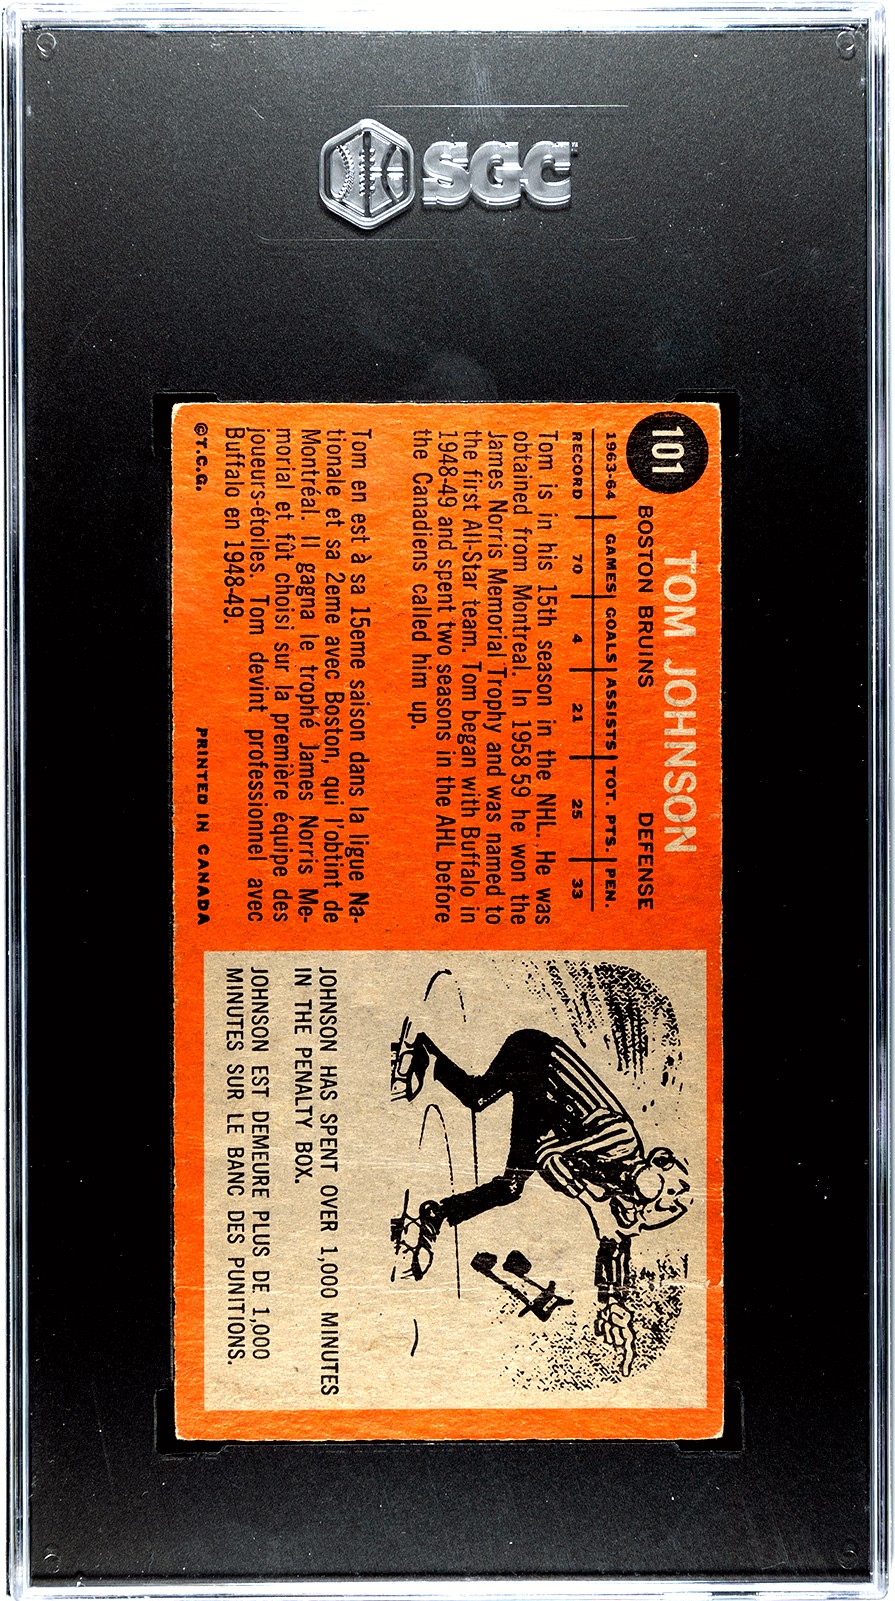 SGC
101
TOM JOHNSON
BOSTON BRUINS DEFENSE
1963-64 GAMES GOALS ASSISTS TOT. PTS. PEN.
RECORD 70 4 21 25 33
Tom is in his 15th season in the NHL. He was
obtained from Montreal. In 1958-59 he won the
James Norris Memorial Trophy and was named to
the first All-Star team. Tom began with Buffalo in
1948-49 and spent two seasons in the AHL before
the Canadiens called him up.
Tom en est à sa 15eme saison dans la ligue Na-
tionale et sa 2eme avec Boston, qui l'obtint de
Montréal. Il gagna le trophé James Norris Me-
morial et fût choisi sur la première équipe des
joueurs-étoiles. Tom devint professionnel avec
Buffalo en 1948-49.
©T.C.G. PRINTED IN CANADA
JOHNSON HAS SPENT OVER 1,000 MINUTES
IN THE PENALTY BOX.
JOHNSON EST DEMEURE PLUS DE 1,000
MINUTES SUR LE BANC DES PUNITIONS.